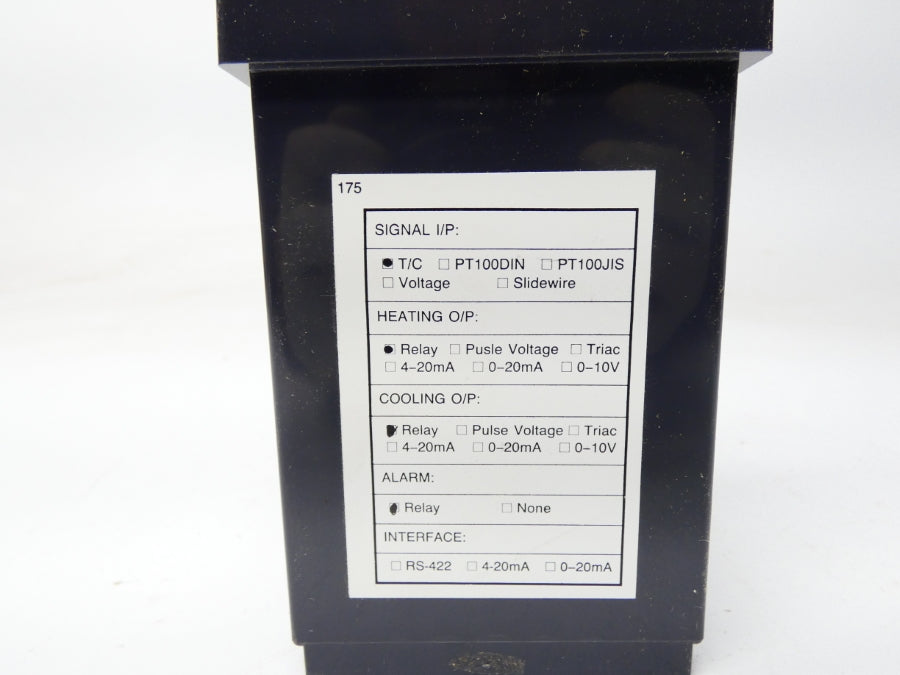 175
SIGNAL I/P:
☑ T/C ☐ PT100DIN ☐ PT100JIS
☐ Voltage ☐ Slidewire
HEATING O/P:
☑ Relay ☐ Pusle Voltage ☐ Triac
☐ 4-20mA ☐ 0-20mA ☐ 0-10V
COOLING O/P:
☑ Relay ☐ Pulse Voltage ☐ Triac
☐ 4-20mA ☐ 0-20mA ☐ 0-10V
ALARM:
☑ Relay ☐ None
INTERFACE:
☐ RS-422 ☐ 4-20mA ☐ 0-20mA